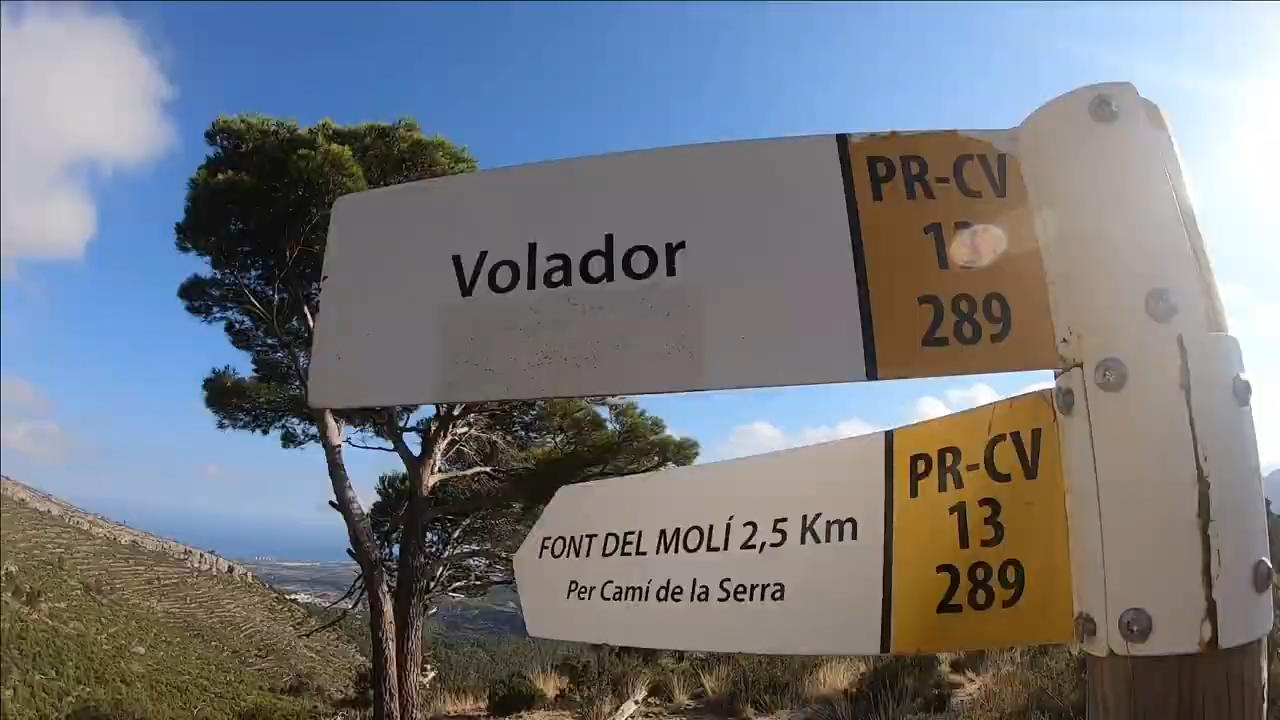 Volador
PR-CV
13
289
FONT DEL MOLÍ 2,5 Km
Per Camí de la Serra
PR-CV
13
289